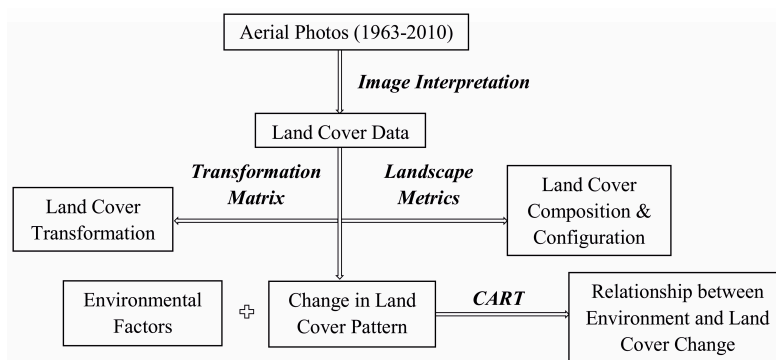 Aerial Photos (1963-2010)
Image Interpretation
Land Cover Data
Transformation
Matrix
Landscape
Metrics
Land Cover
Transformation
Land Cover
Composition &
Configuration
Environmental
Factors
Change in Land
Cover Pattern
CART
Relationship between
Environment and Land
Cover Change